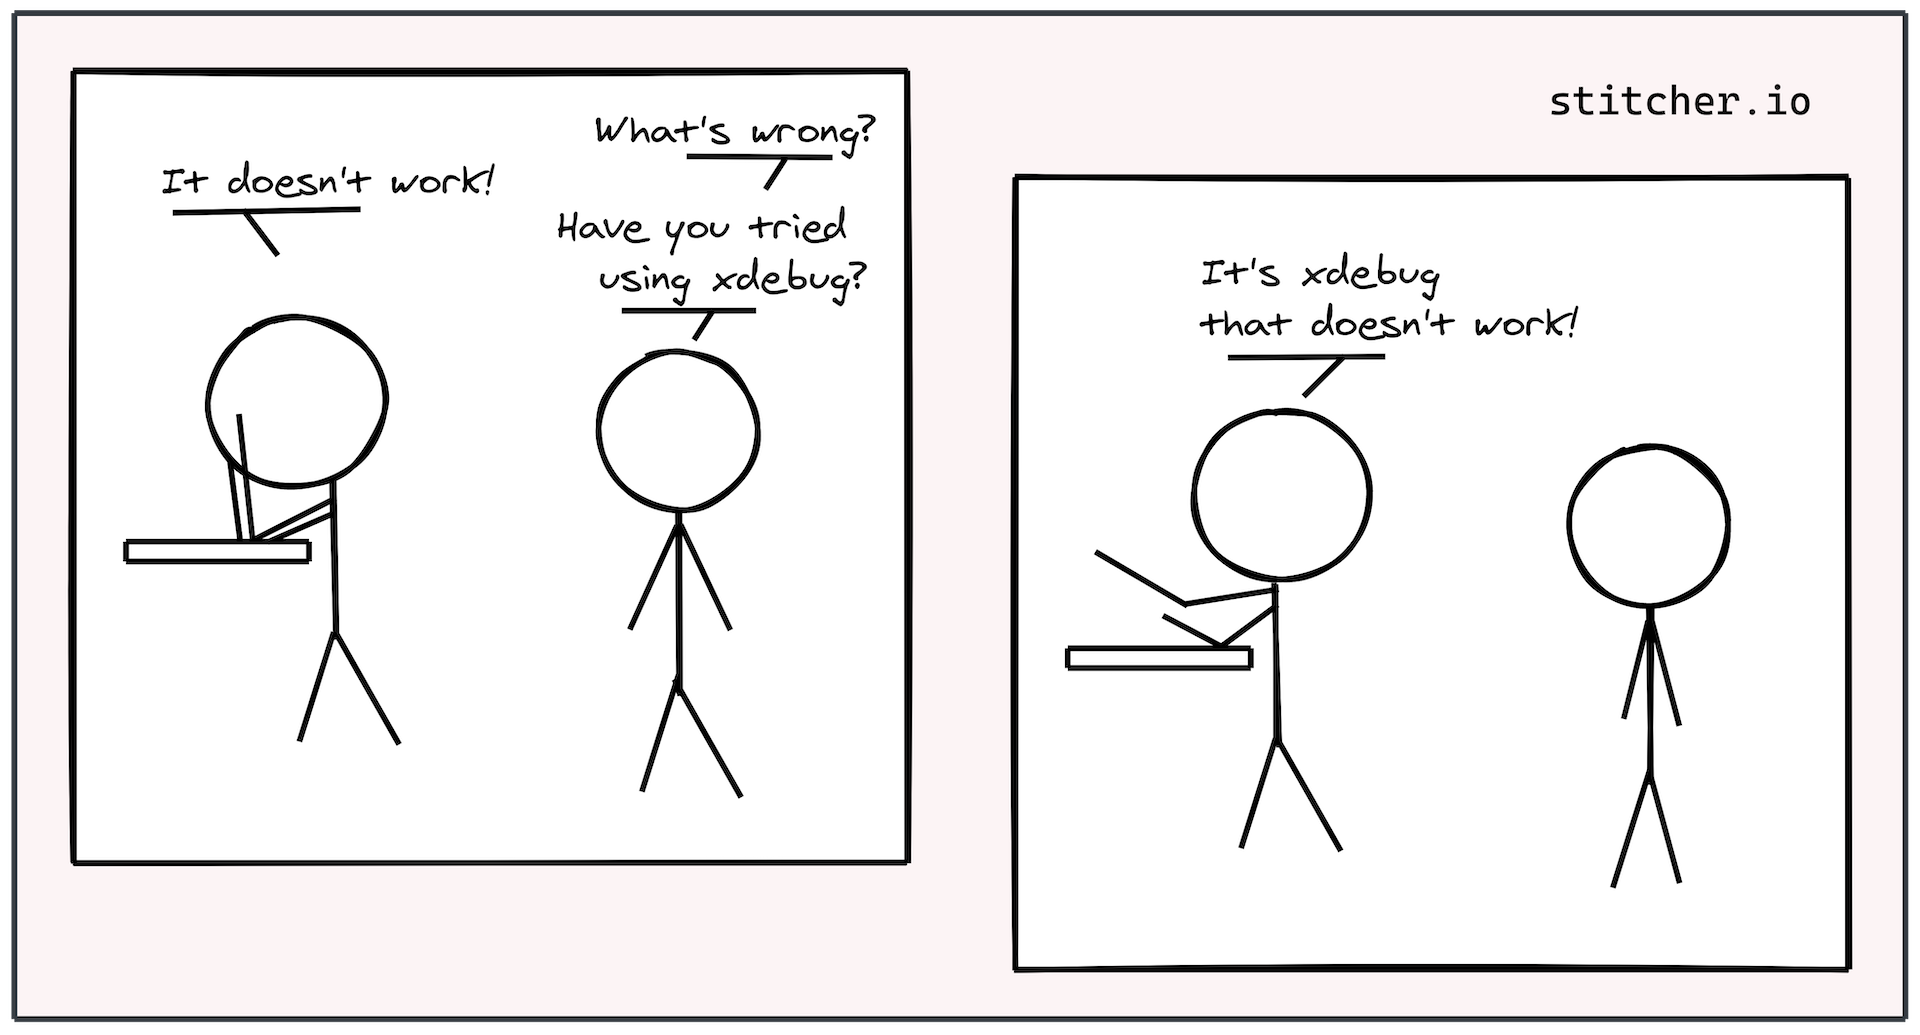 What's wrong?
It doesn't work!
Have you tried
using xdebug?
stitcher.io
It's xdebug
that doesn't work!